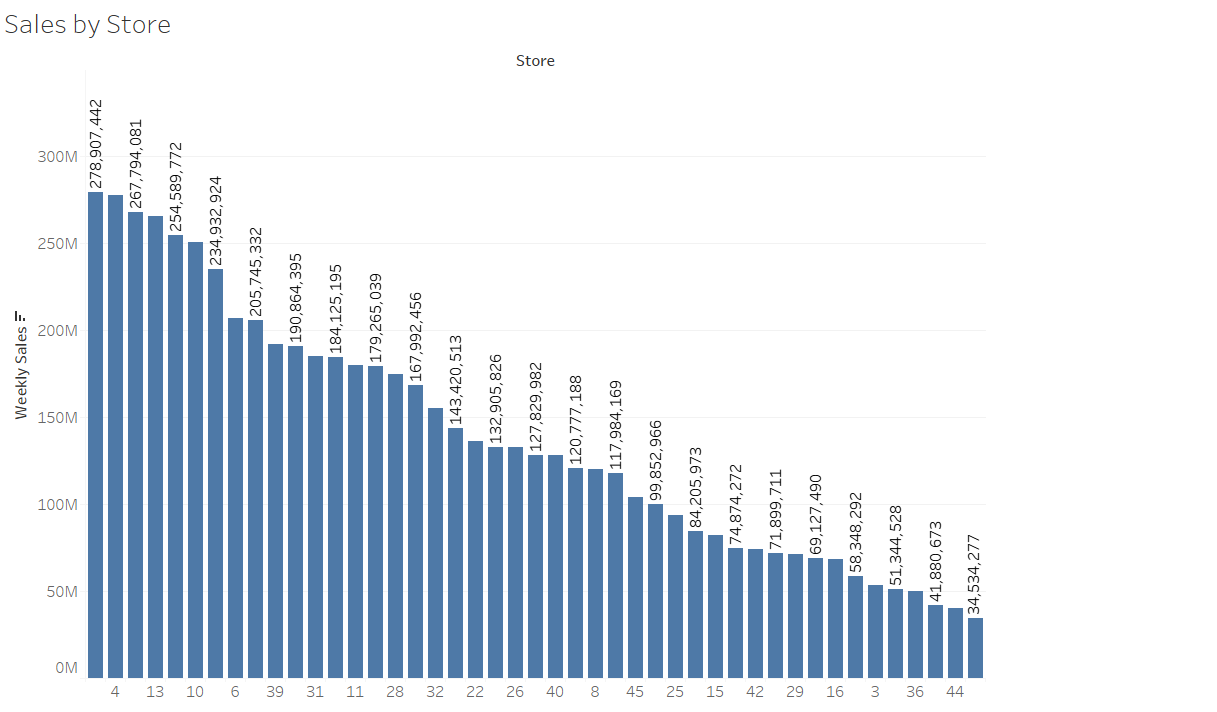 Sales by Store
Store
Weekly Sales
300M
250M
200M
150M
100M
50M
0M
278,907,442
267,794,081
254,589,772
234,932,924
205,745,332
190,864,395
184,125,195
179,265,039
167,992,456
143,420,513
132,905,826
127,829,982
120,777,188
117,984,169
99,852,966
84,205,973
74,874,272
71,899,711
69,127,490
58,348,292
51,344,528
41,880,673
34,534,277
4 13 10 6 39 31 11 28 32 22 26 40 8 45 25 15 42 29 16 3 36 44